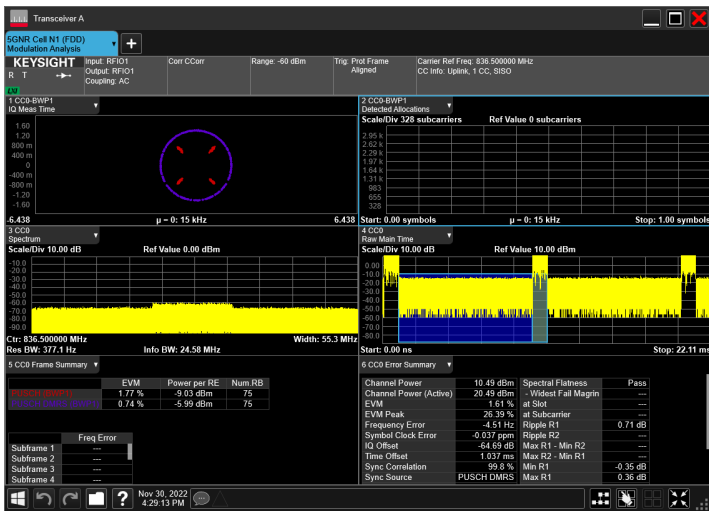 Transceiver A
5GNR Cell N1 (FDD)
Modulation Analysis
KEYSIGHT
R T
LXI
Input: RFIO1
Output: RFIO1
Coupling: AC
Corr CCorr
Range: -60 dBm
Trig: Prot Frame
Aligned
Carrier Ref Freq: 836.500000 MHz
CC Info: Uplink, 1 CC, SISO
1 CC0-BWP1
IQ Meas Time
1.60
1.20
800 m
400 m
0
-400 m
-800 m
-1.20
-1.60
-6.438
µ = 0: 15 kHz
6.438
2 CC0-BWP1
Detected Allocations
Scale/Div 328 subcarriers
Ref Value 0 subcarriers
2.95 k
2.62 k
2.29 k
1.97 k
1.64 k
1.31 k
983
655
328
Start: 0.00 symbols
µ = 0: 15 kHz
Stop: 1.00 symbols
3 CC0
Spectrum
Scale/Div 10.00 dB
Ref Value 0.00 dBm
-10.0
-20.0
-30.0
-40.0
-50.0
-60.0
-70.0
-80.0
-90.0
Ctr: 836.500000 MHz
Width: 55.3 MHz
Res BW: 377.1 Hz
Info BW: 24.58 MHz
4 CC0
Raw Main Time
Scale/Div 10.00 dB
Ref Value 10.00 dBm
0.00
-10.0
-20.0
-30.0
-40.0
-50.0
-60.0
-70.0
-80.0
Start: 0.00 ns
Stop: 22.11 ms
5 CC0 Frame Summary
EVM Power per RE Num.RB
1.77 % -9.03 dBm 75
0.74 % -5.99 dBm 75
Freq Error
Subframe 1 ---
Subframe 2 ---
Subframe 3 ---
Subframe 4 ---
6 CC0 Error Summary
Channel Power 10.49 dBm Spectral Flatness Pass
Channel Power (Active) 20.49 dBm - Widest Fail Magrin ---
EVM 1.61 % at Slot ---
EVM Peak 26.39 % at Subcarrier ---
Frequency Error -4.51 Hz Ripple R1 0.71 dB
Symbol Clock Error -0.037 ppm Ripple R2 ---
IQ Offset -64.69 dB Max R1 - Min R2 ---
Time Offset 1.037 ms Max R2 - Min R1 ---
Sync Correlation 99.8 % Min R1 -0.35 dB
Sync Source PUSCH DMRS Max R1 0.36 dB
?
Nov 30, 2022
4:29:13 PM